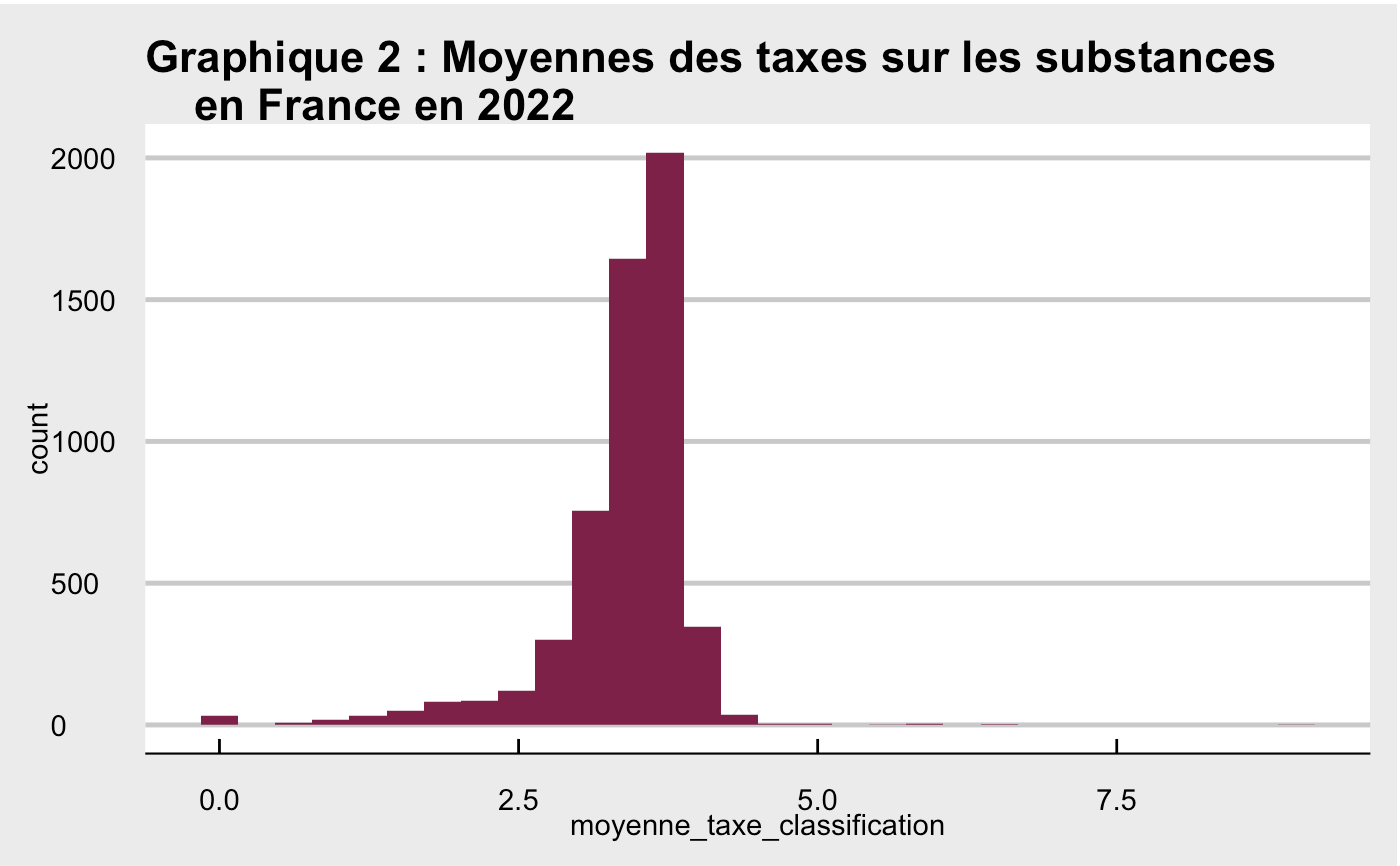 Graphique 2 : Moyennes des taxes sur les substances
en France en 2022
2000
1500
1000
500
0
count
0.0 2.5 5.0 7.5
moyenne_taxe_classification